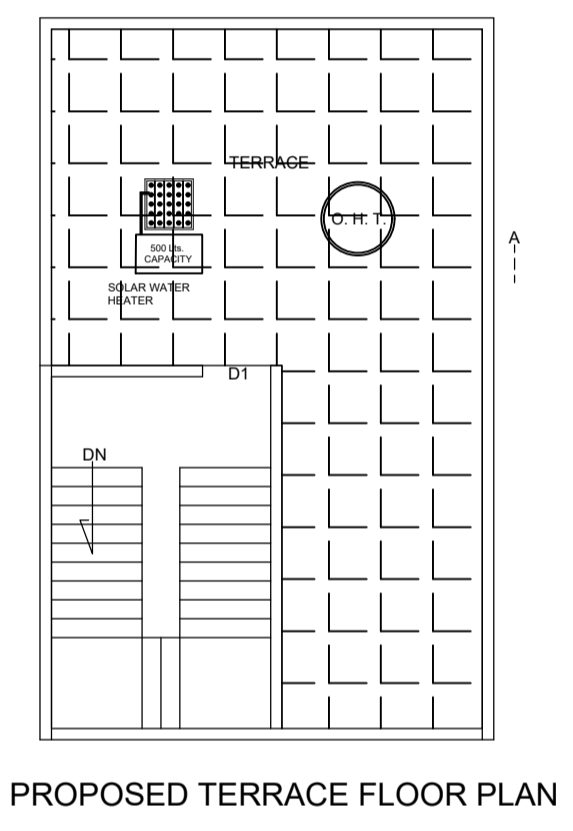 TERRACE
O. H. T.
A
500 Lts.
CAPACITY
SOLAR WATER
HEATER
D1
DN
PROPOSED TERRACE FLOOR PLAN